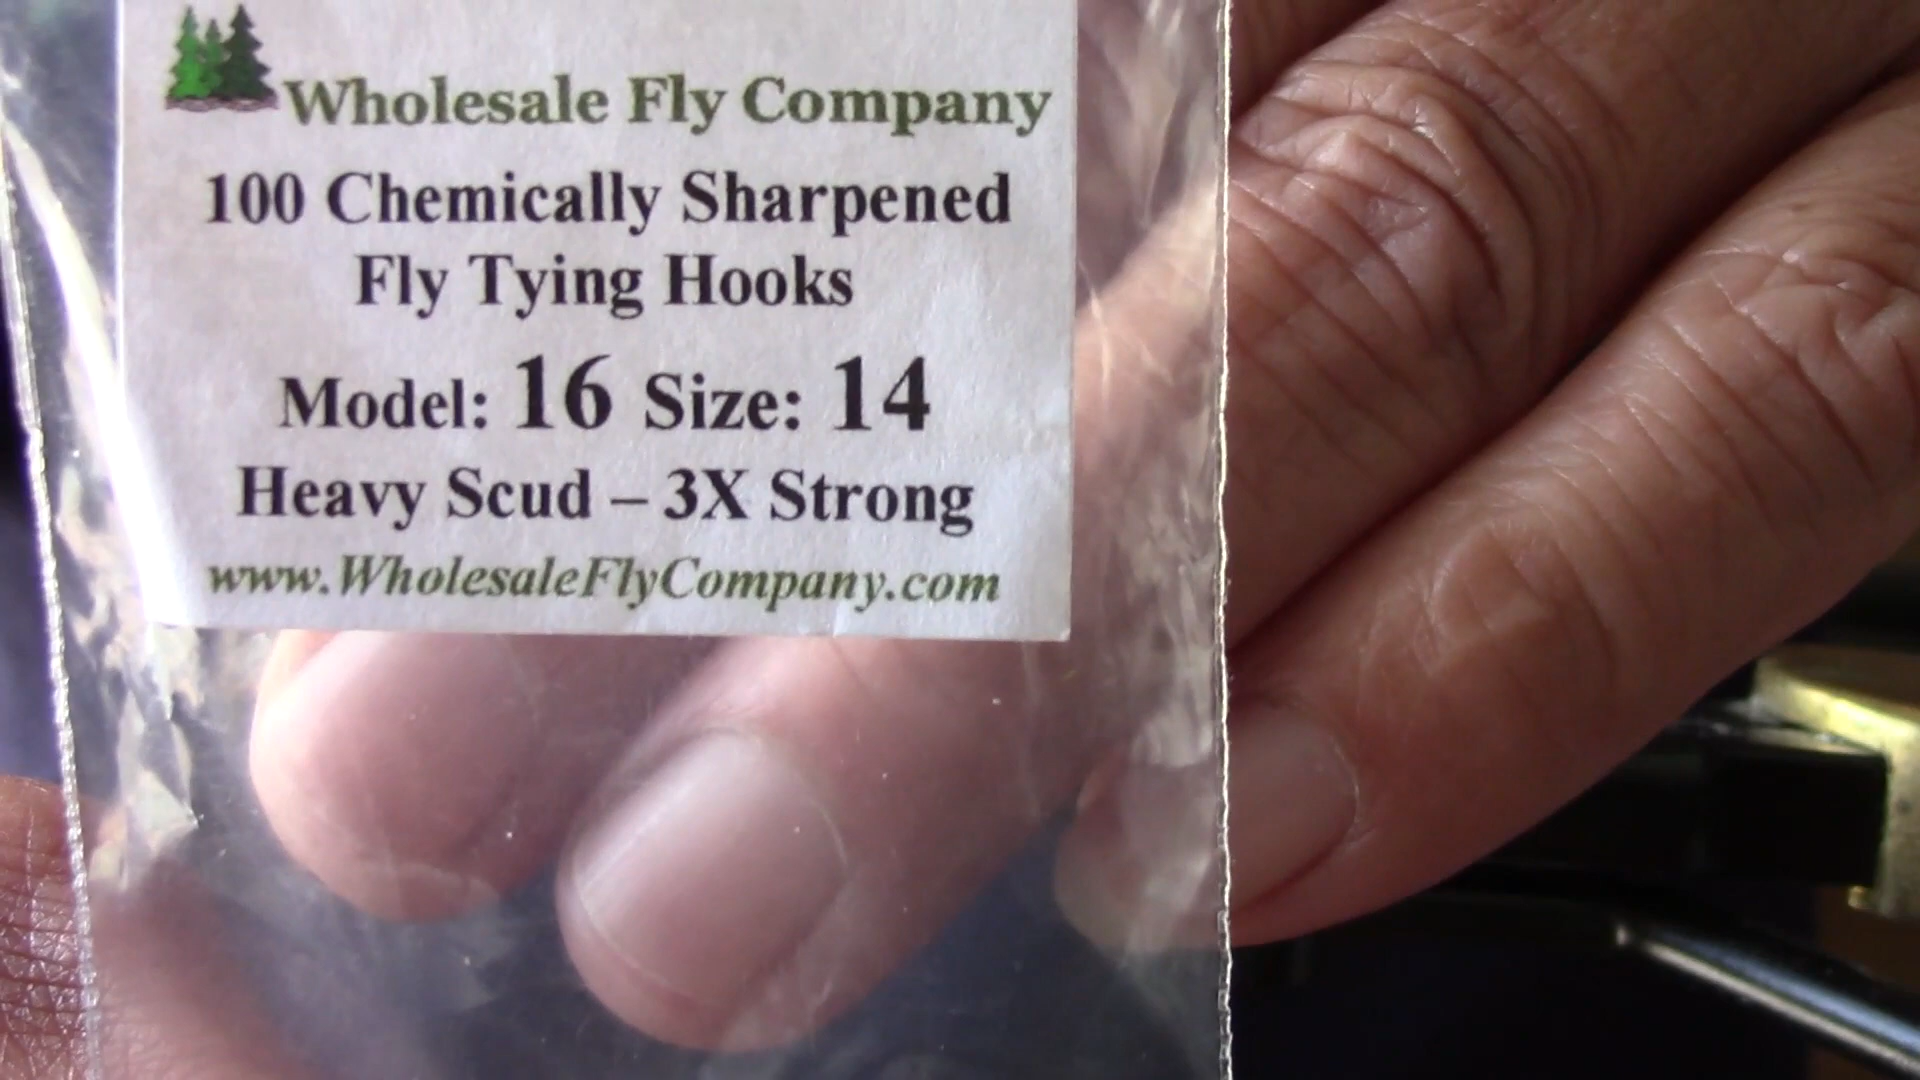 Wholesale Fly Company
100 Chemically Sharpened
Fly Tying Hooks
Model: 16 Size: 14
Heavy Scud – 3X Strong
www.WholesaleFlyCompany.com